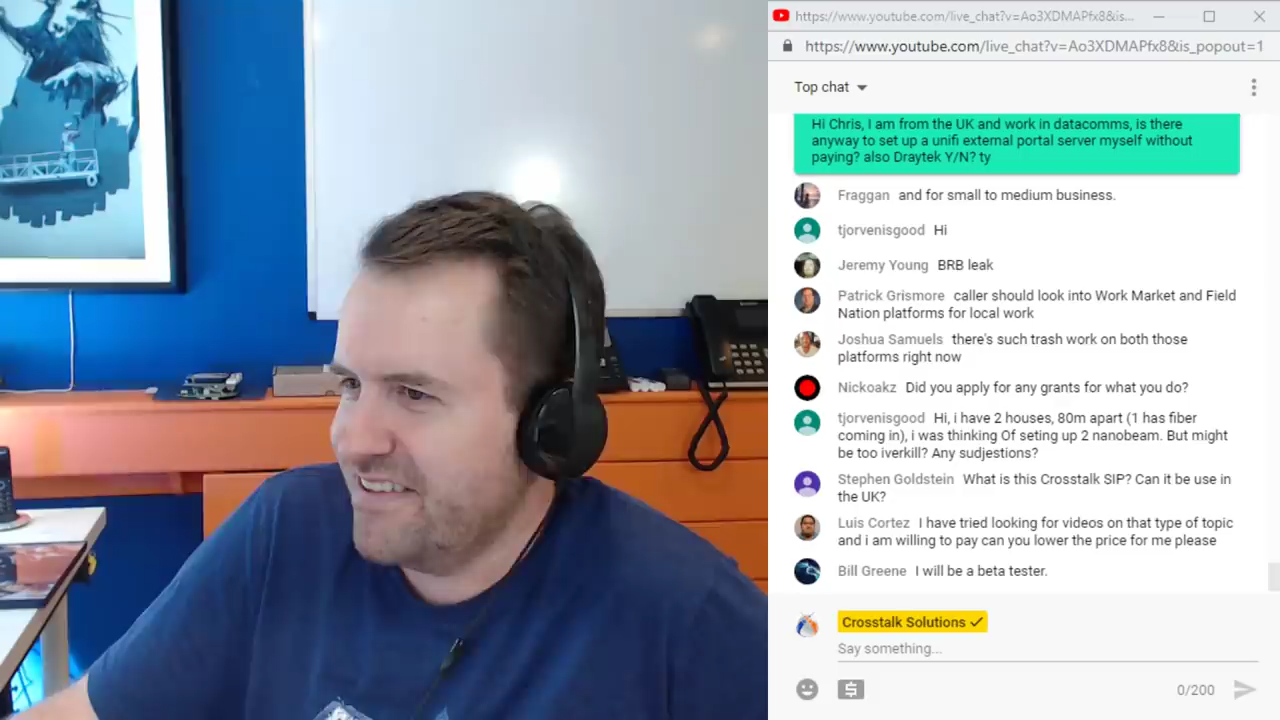 https://www.youtube.com/live_chat?v=Ao3XDMAPfx8&is...
https://www.youtube.com/live_chat?v=Ao3XDMAPfx8&is_popout=1
Top chat
Hi Chris, I am from the UK and work in datacomms, is there
anyway to set up a unifi external portal server myself without
paying? also Draytek Y/N? ty
Fraggan and for small to medium business.
tjorvenisgood Hi
Jeremy Young BRB leak
Patrick Grismore caller should look into Work Market and Field
Nation platforms for local work
Joshua Samuels there's such trash work on both those
platforms right now
Nickoakz Did you apply for any grants for what you do?
tjorvenisgood Hi, i have 2 houses, 80m apart (1 has fiber
coming in), i was thinking Of seting up 2 nanobeam. But might
be too iverkill? Any sudjestions?
Stephen Goldstein What is this Crosstalk SIP? Can it be use in
the UK?
Luis Cortez I have tried looking for videos on that type of topic
and i am willing to pay can you lower the price for me please
Bill Greene I will be a beta tester.
Crosstalk Solutions
Say something...
0/200